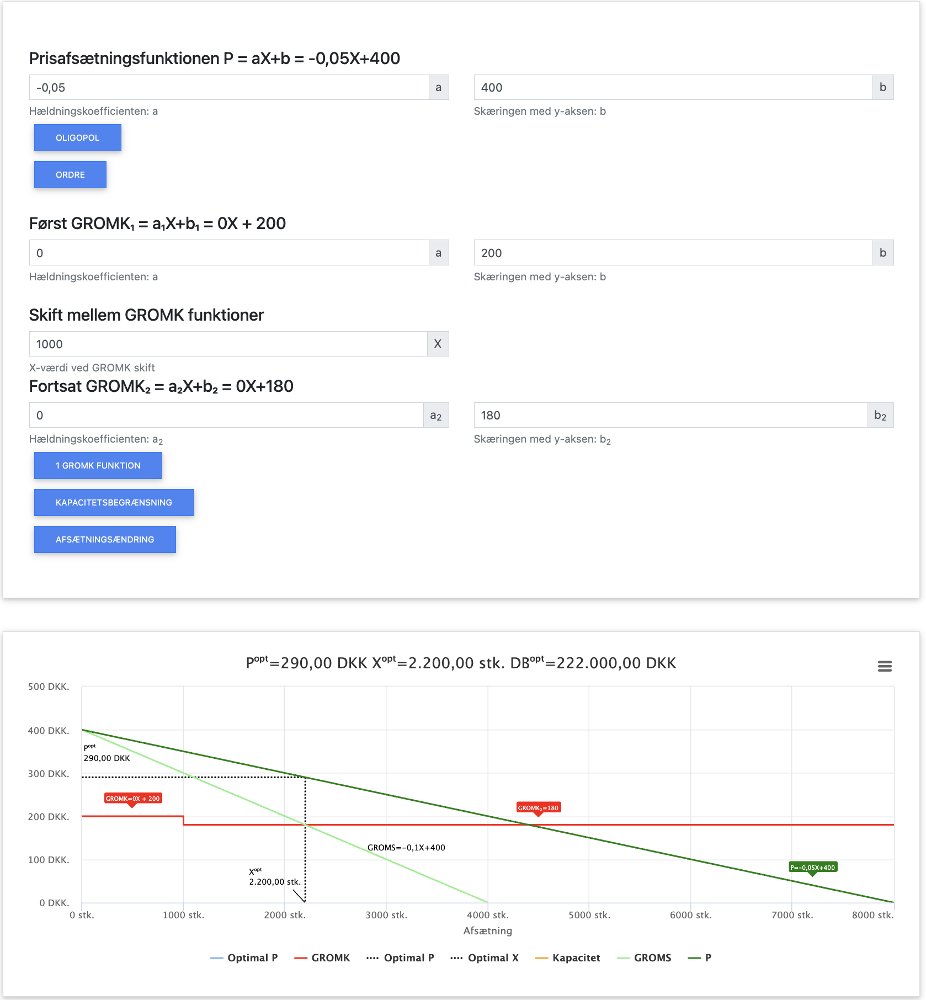 Prisafsætningsfunktionen P = aX+b = -0,05X+400
-0,05 a 400 b
Hældningskoefficienten: a Skæringen med y-aksen: b
OLIGOPOL
ORDRE
Først GROMK₁ = a₁X+b₁ = 0X + 200
0 a 200 b
Hældningskoefficienten: a Skæringen med y-aksen: b
Skift mellem GROMK funktioner
1000 X
X-værdi ved GROMK skift
Fortsat GROMK₂ = a₂X+b₂ = 0X+180
0 a₂ 180 b₂
Hældningskoefficienten: a₂ Skæringen med y-aksen: b₂
1 GROMK FUNKTION
KAPACITETSBEGRÆNSNING
AFSÆTNINGSÆNDRING
Pᵒᵖᵗ=290,00 DKK Xᵒᵖᵗ=2.200,00 stk. DBᵒᵖᵗ=222.000,00 DKK
500 DKK.
400 DKK.
Pᵒᵖᵗ
290,00 DKK
300 DKK.
GROMK=0X + 200
GROMK₂=180
200 DKK.
GROMS=-0,1X+400
100 DKK.
P=-0,05X+400
Xᵒᵖᵗ
2.200,00 stk.
0 DKK.
0 stk. 1000 stk. 2000 stk. 3000 stk. 4000 stk. 5000 stk. 6000 stk. 7000 stk. 8000 stk.
Afsætning
Optimal P GROMK Optimal P Optimal X Kapacitet GROMS P